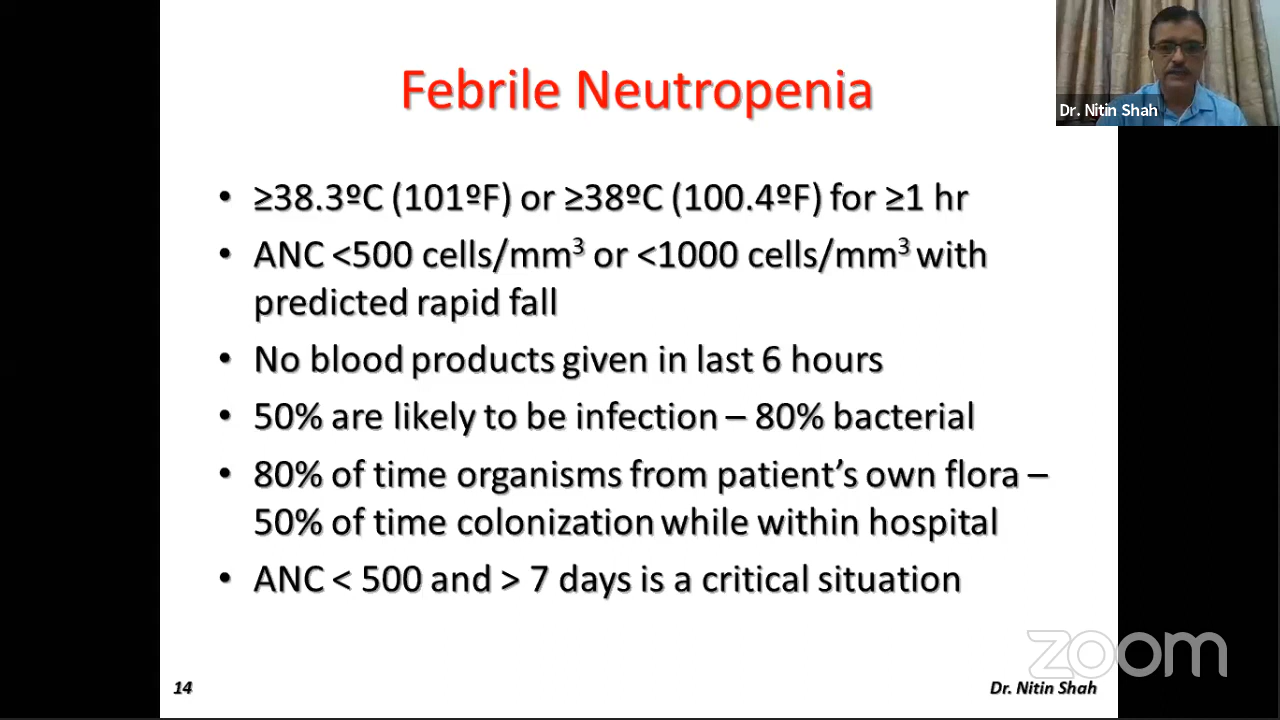 Febrile Neutropenia
Dr. Nitin Shah
• ≥38.3ºC (101ºF) or ≥38ºC (100.4ºF) for ≥1 hr
• ANC <500 cells/mm³ or <1000 cells/mm³ with
predicted rapid fall
• No blood products given in last 6 hours
• 50% are likely to be infection – 80% bacterial
• 80% of time organisms from patient’s own flora –
50% of time colonization while within hospital
• ANC < 500 and > 7 days is a critical situation
zoom
14
Dr. Nitin Shah